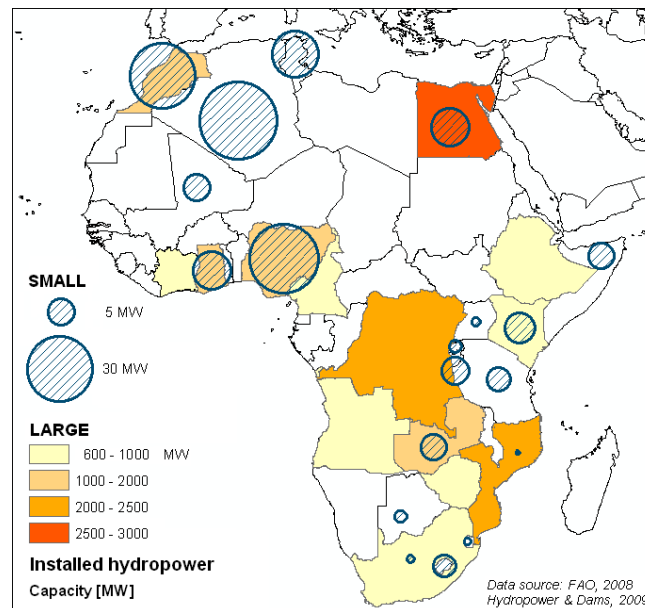 SMALL
5 MW
30 MW
LARGE
600 - 1000 MW
1000 - 2000
2000 - 2500
2500 - 3000
Installed hydropower
Capacity [MW]
Data source: FAO, 2008
Hydropower & Dams, 2009